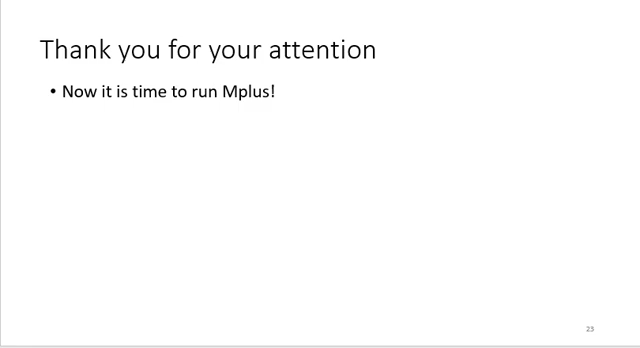 Thank you for your attention
• Now it is time to run Mplus!
23